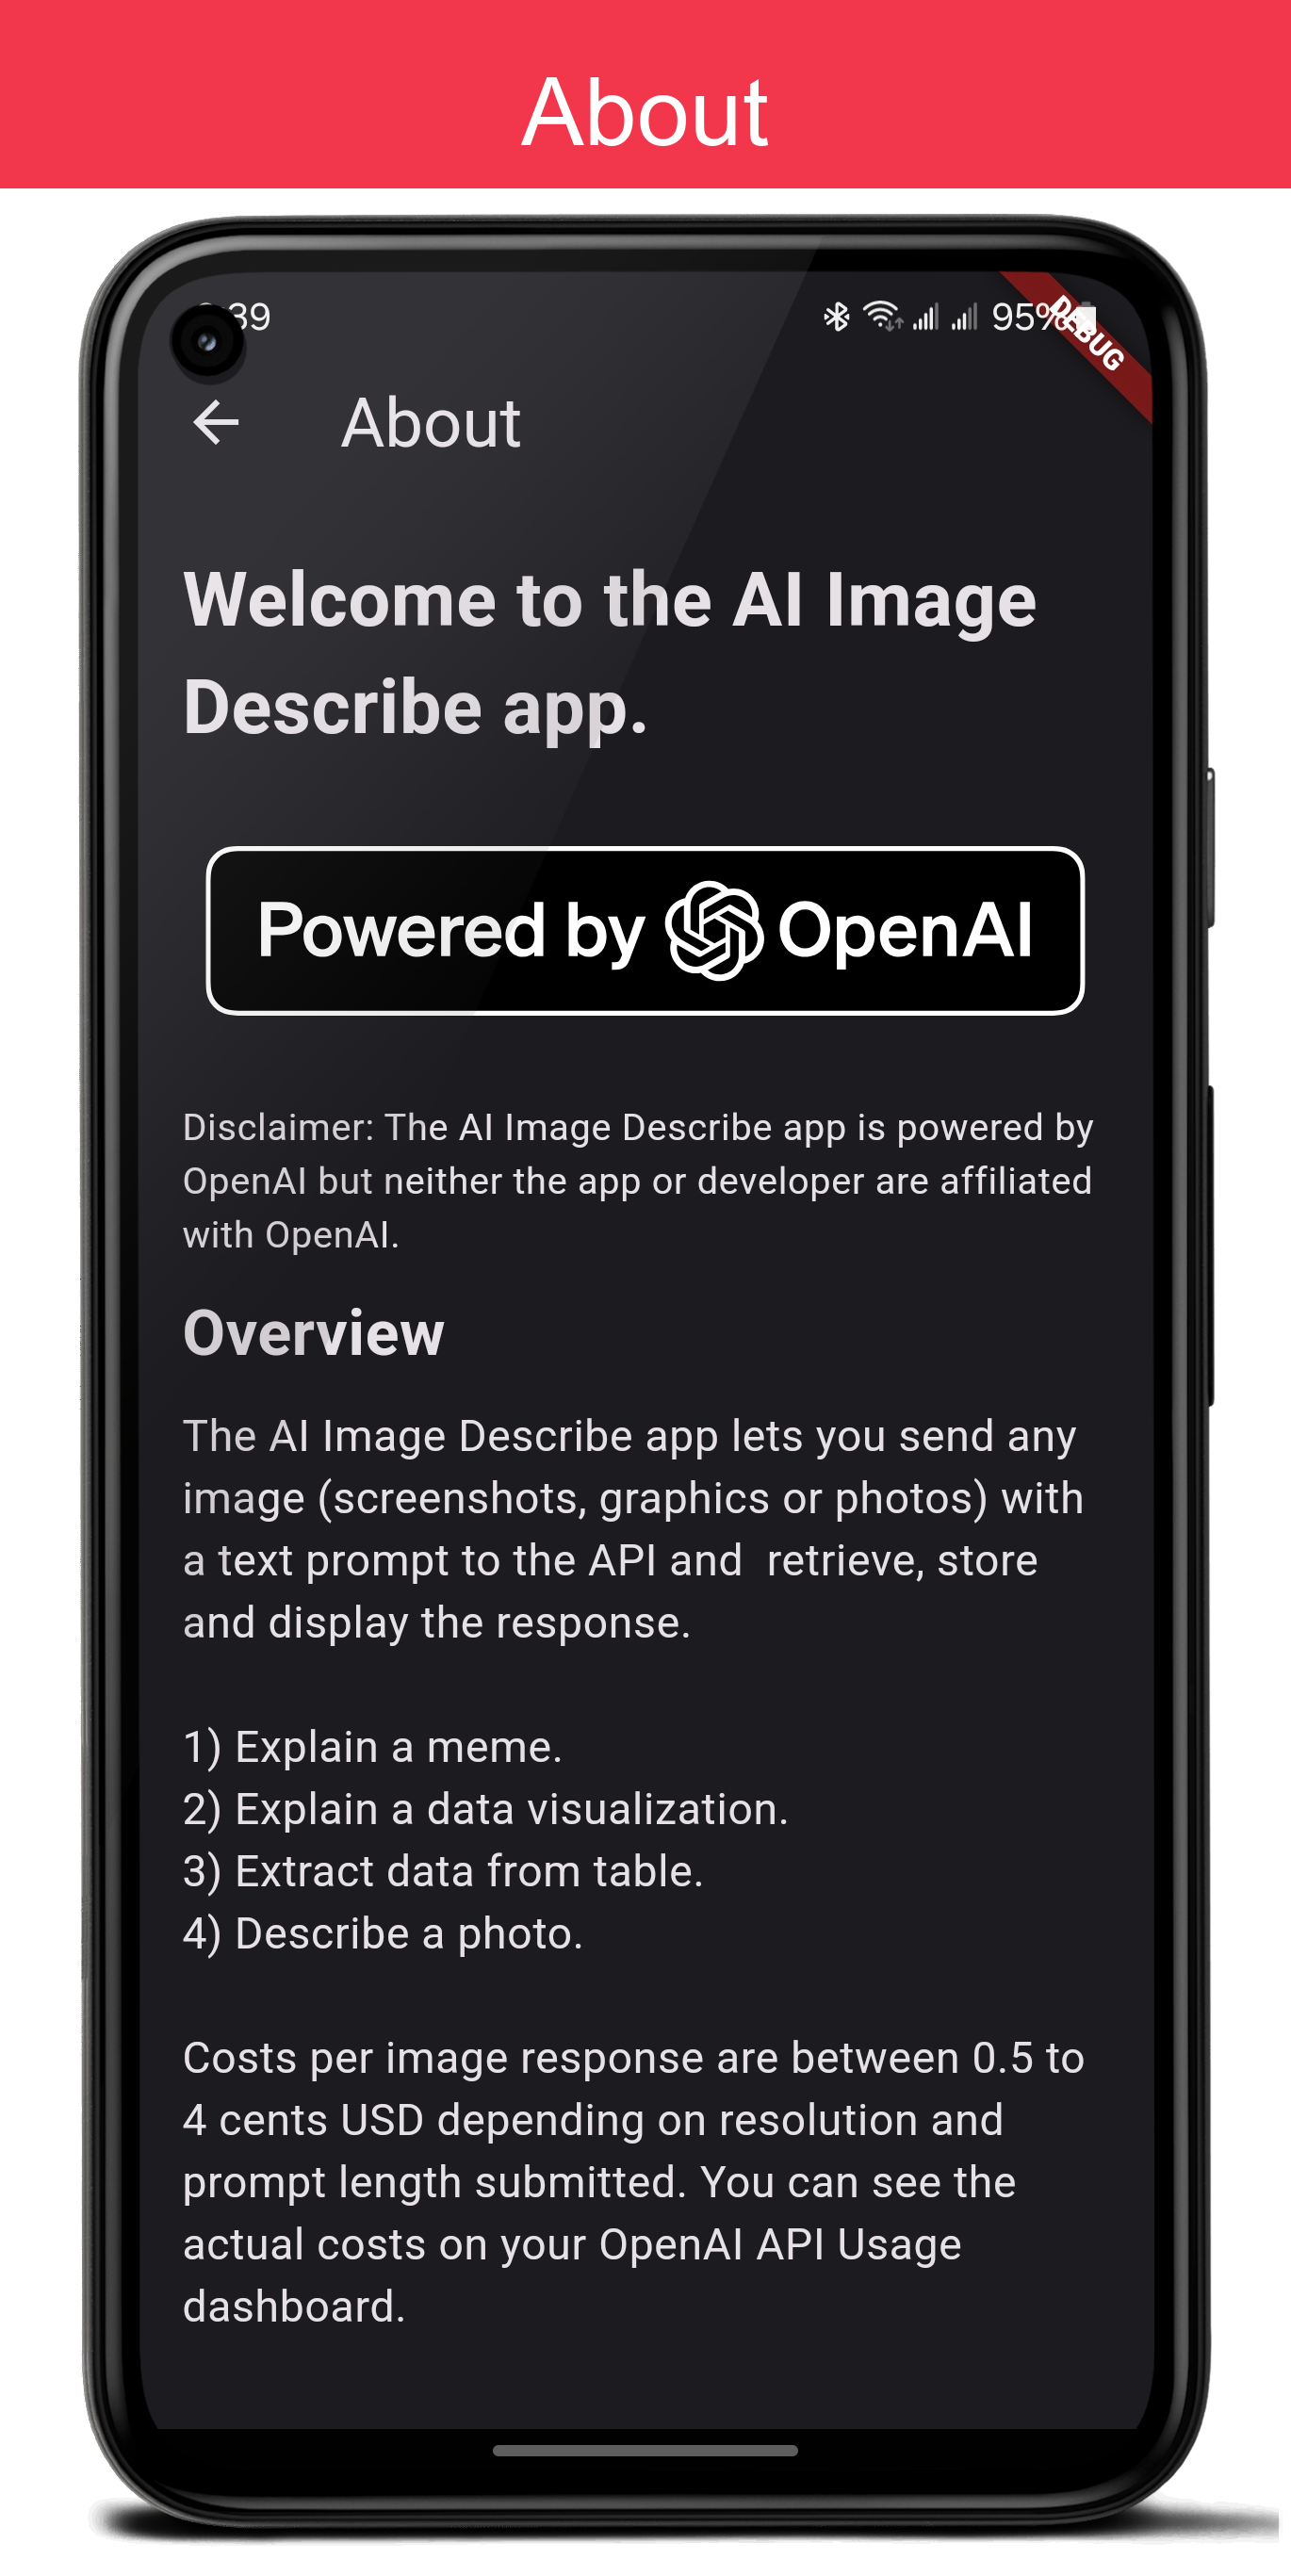 About
:39
95%
DEBUG
About
Welcome to the AI Image
Describe app.
Powered by OpenAI
Disclaimer: The AI Image Describe app is powered by
OpenAI but neither the app or developer are affiliated
with OpenAI.
Overview
The AI Image Describe app lets you send any
image (screenshots, graphics or photos) with
a text prompt to the API and  retrieve, store
and display the response.
1) Explain a meme.
2) Explain a data visualization.
3) Extract data from table.
4) Describe a photo.
Costs per image response are between 0.5 to
4 cents USD depending on resolution and
prompt length submitted. You can see the
actual costs on your OpenAI API Usage
dashboard.